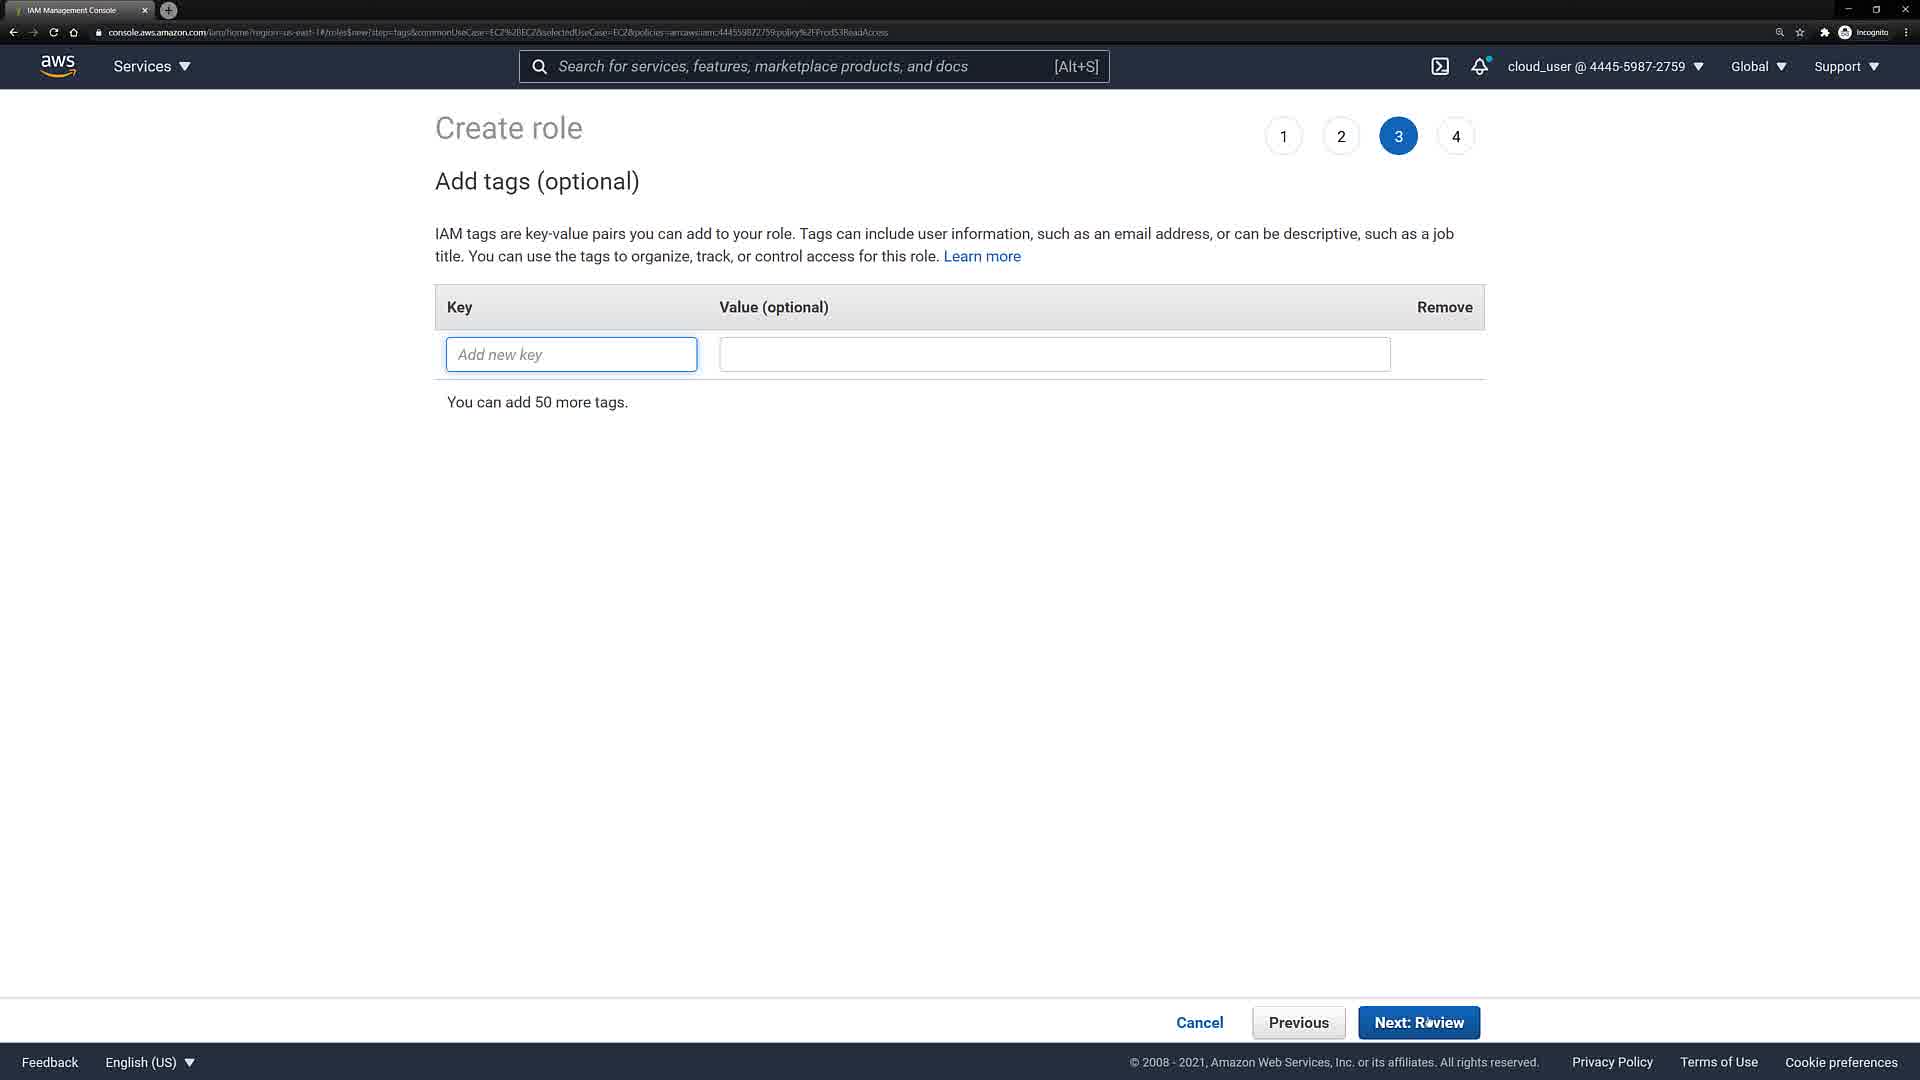 IAM Management Console
console.aws.amazon.com/iam/home?region=us-east-1#/roles$new?step=tags&commonUseCase=EC2%2BEC2&selectedUseCase=EC2&policies=arn:aws:iam::444559872759:policy%2FProdS3ReadAccess
Incognito
aws
Services
Search for services, features, marketplace products, and docs
[Alt+S]
cloud_user @ 4445-5987-2759
Global
Support
Create role
1
2
3
4
Add tags (optional)
IAM tags are key-value pairs you can add to your role. Tags can include user information, such as an email address, or can be descriptive, such as a job
title. You can use the tags to organize, track, or control access for this role. Learn more
Key
Value (optional)
Remove
Add new key
You can add 50 more tags.
Cancel
Previous
Next: Review
Feedback
English (US)
© 2008 - 2021, Amazon Web Services, Inc. or its affiliates. All rights reserved.
Privacy Policy
Terms of Use
Cookie preferences